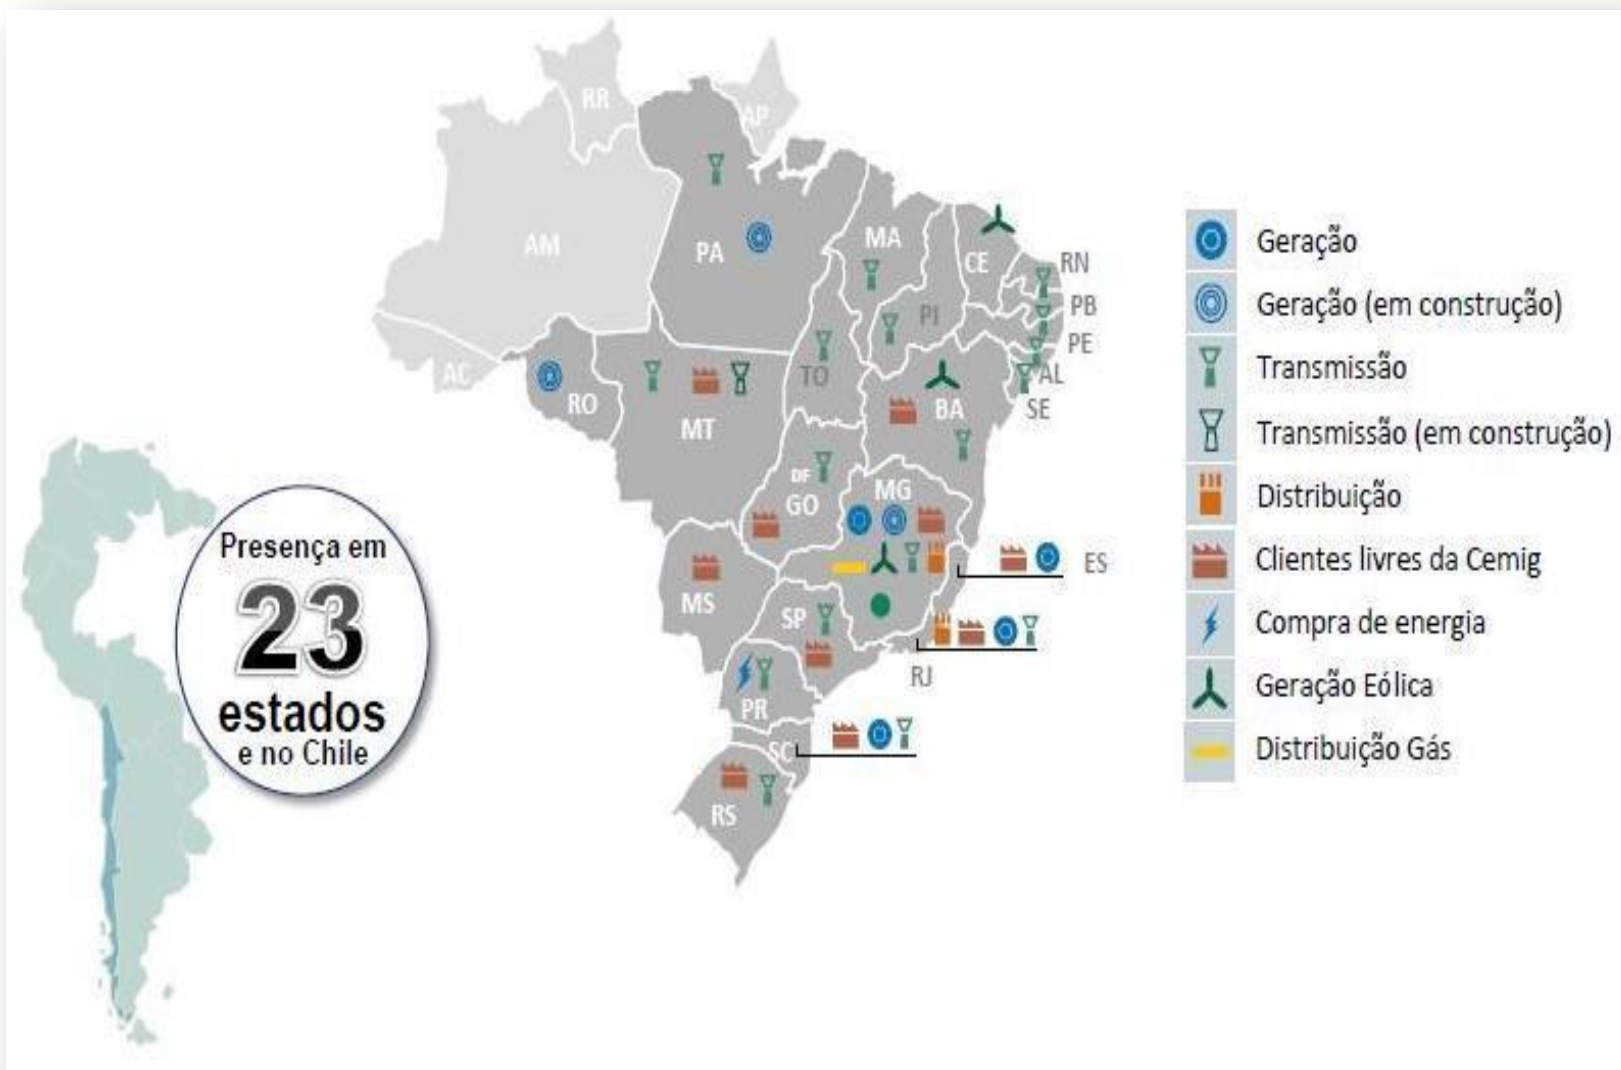 RR
AP
AM
PA
MA
CE
RN
PI
PB
PE
AL
SE
AC
RO
TO
BA
MT
DF
GO
MG
ES
MS
SP
RJ
PR
SC
RS
Presença em
23
estados
e no Chile
Geração
Geração (em construção)
Transmissão
Transmissão (em construção)
Distribuição
Clientes livres da Cemig
Compra de energia
Geração Eólica
Distribuição Gás